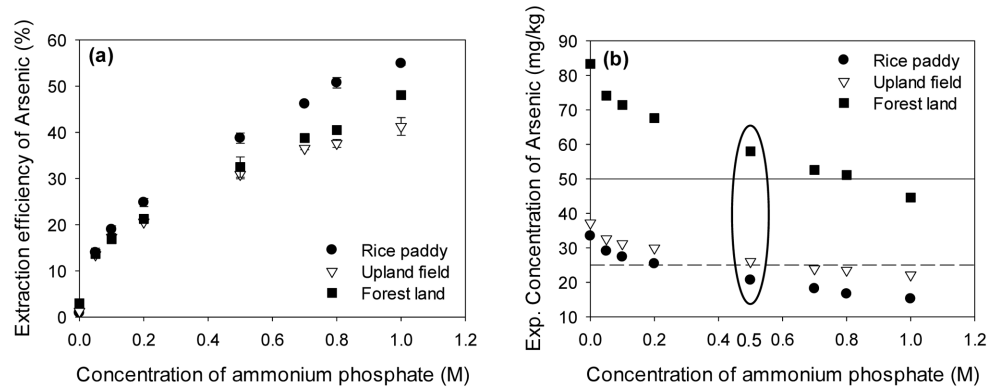 (a)
Extraction efficiency of Arsenic (%)
60
50
40
30
20
10
0
Rice paddy
Upland field
Forest land
0.0 0.2 0.4 0.6 0.8 1.0 1.2
Concentration of ammonium phosphate (M)
(b)
Exp. Concentration of Arsenic (mg/kg)
90
80
70
60
50
40
30
20
10
Rice paddy
Upland field
Forest land
0.0 0.2 0.4 0.5 0.6 0.8 1.0 1.2
Concentration of ammonium phosphate (M)